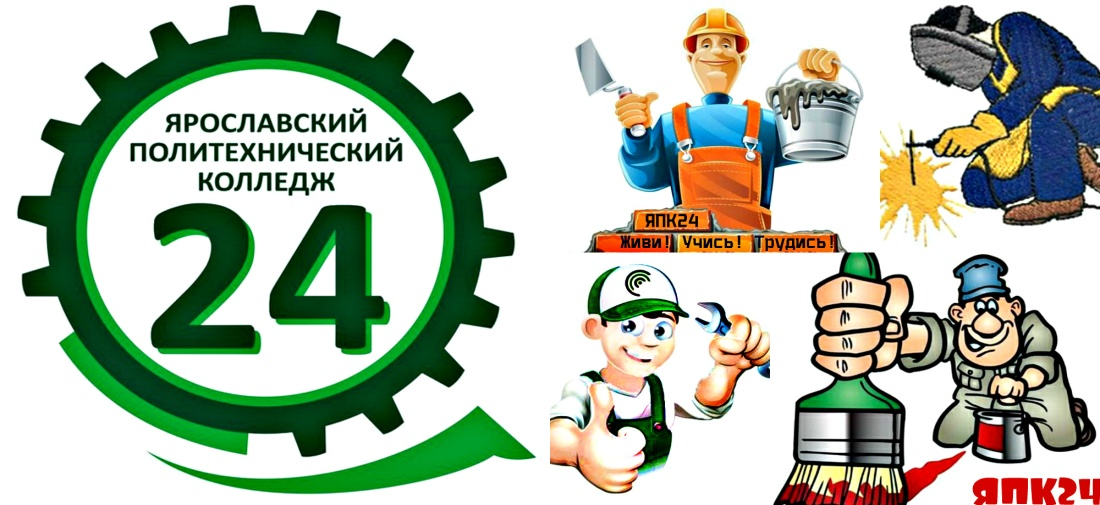 ЯРОСЛАВСКИЙ
ПОЛИТЕХНИЧЕСКИЙ
КОЛЛЕДЖ
24
ЯПК24
Живи! Учись! Трудись!
ЯПК24